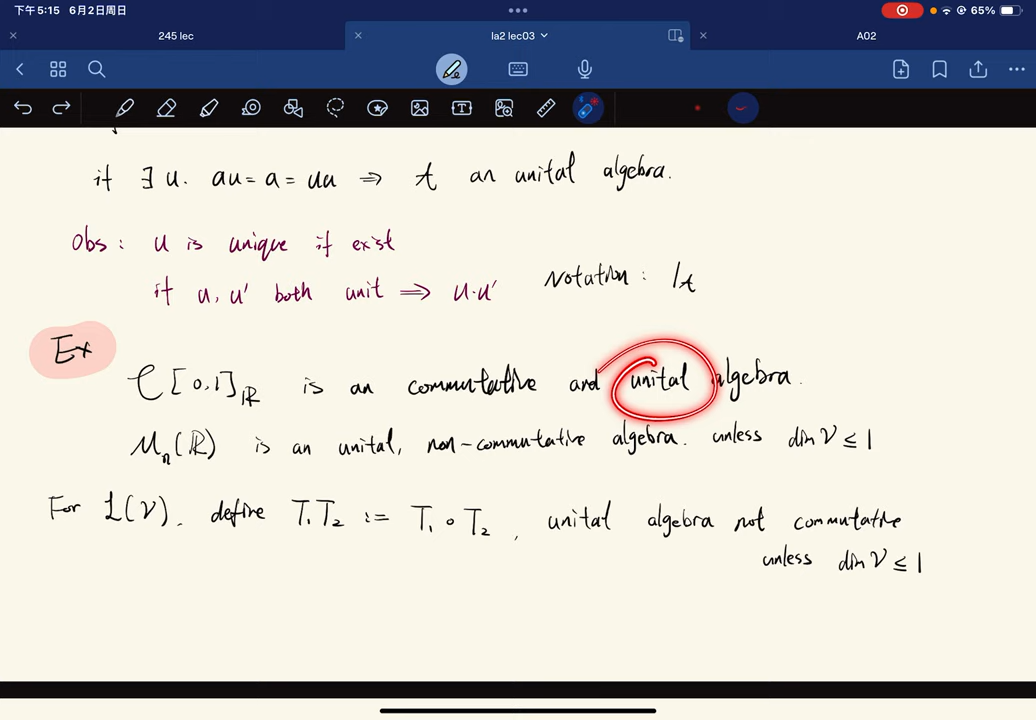 下午5:15 6月2日周日
65%
245 lec
la2 lec03
A02
if ∃ u. au = a = ua ⇒ A an unital algebra.
Obs: u is unique if exist
if u, u' both unit ⇒ u·u'
Notation: 1_A
Ex
C[0,1]_ℝ is an commutative and unital algebra.
M_n(ℝ) is an unital, non-commutative algebra. unless dim V ≤ 1
For L(V), define T₁T₂ := T₁ ∘ T₂, unital algebra not commutative
unless dim V ≤ 1